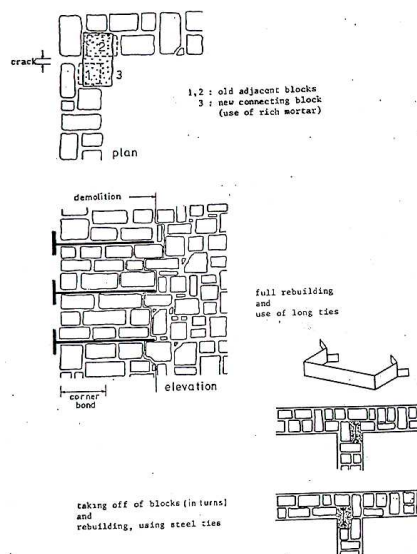 crack
2
1
3
1,2 : old adjacent blocks
3 : new connecting block
(use of rich mortar)
plan
demolition
full rebuilding
and
use of long ties
elevation
corner
bond
taking off of blocks (in turns)
and
rebuilding, using steel ties